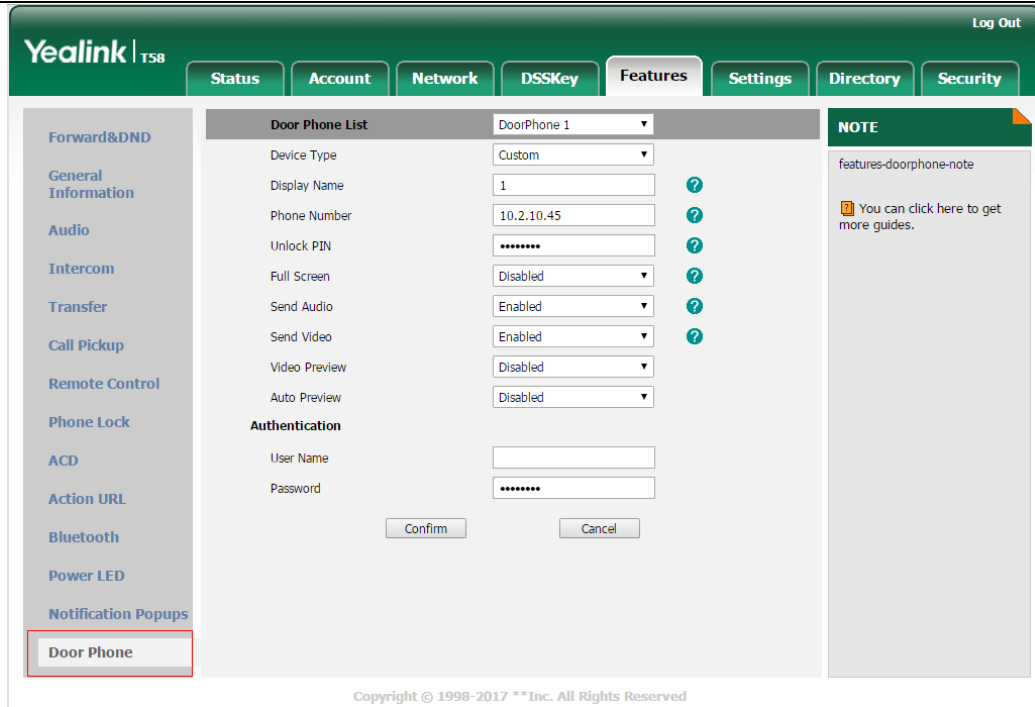 Log Out
Yealink | T58
Status Account Network DSSKey Features Settings Directory Security
Forward&DND
General
Information
Audio
Intercom
Transfer
Call Pickup
Remote Control
Phone Lock
ACD
Action URL
Bluetooth
Power LED
Notification Popups
Door Phone
Door Phone List DoorPhone 1
Device Type Custom
Display Name 1
Phone Number 10.2.10.45
Unlock PIN ••••••••
Full Screen Disabled
Send Audio Enabled
Send Video Enabled
Video Preview Disabled
Auto Preview Disabled
Authentication
User Name
Password ••••••••
Confirm Cancel
NOTE
features-doorphone-note
You can click here to get
more guides.
Copyright © 1998-2017 **Inc. All Rights Reserved